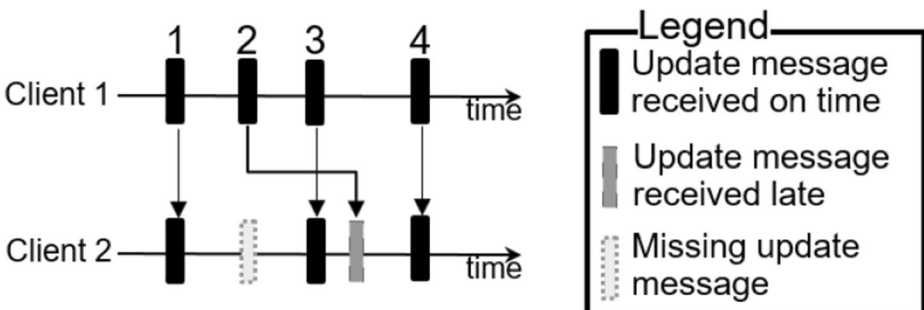 1 2 3 4
Client 1
time
Client 2
time
Legend
Update message
received on time
Update message
received late
Missing update
message